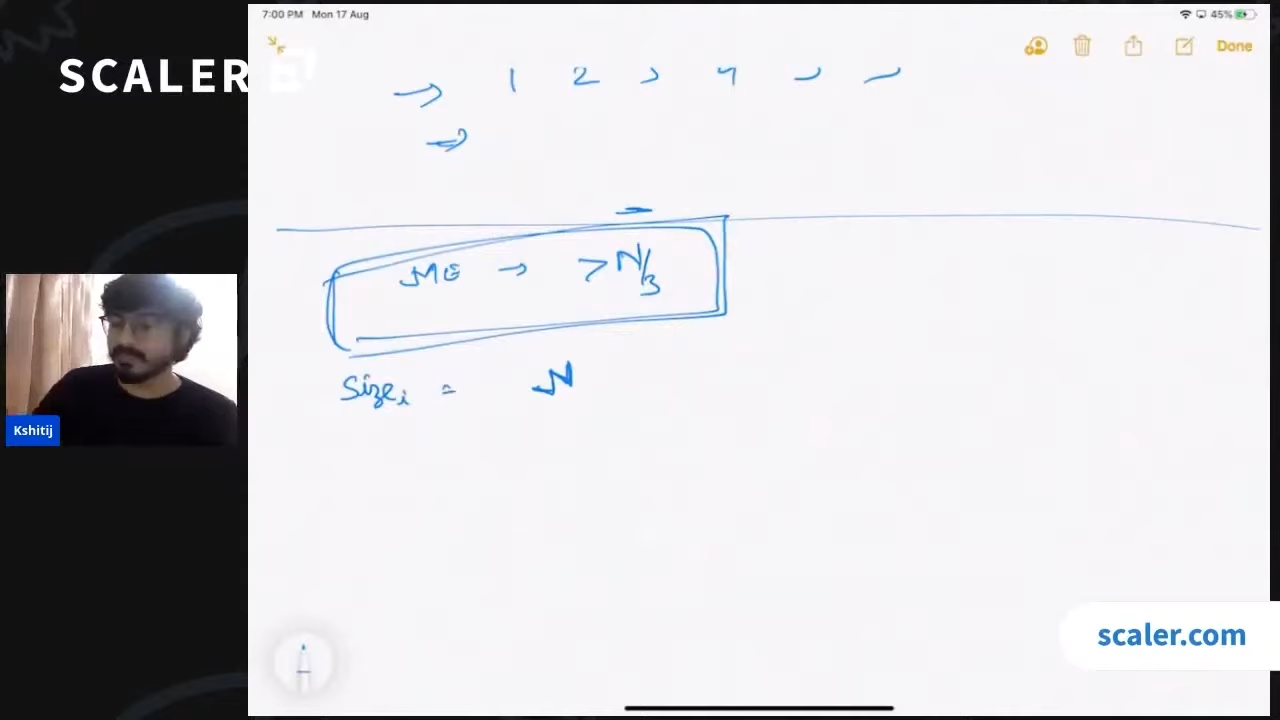 7:00 PM Mon 17 Aug
45%
SCALER
Done
→ 1 2 3 4
ME → > N/3
Sizei = N
Kshitij
scaler.com